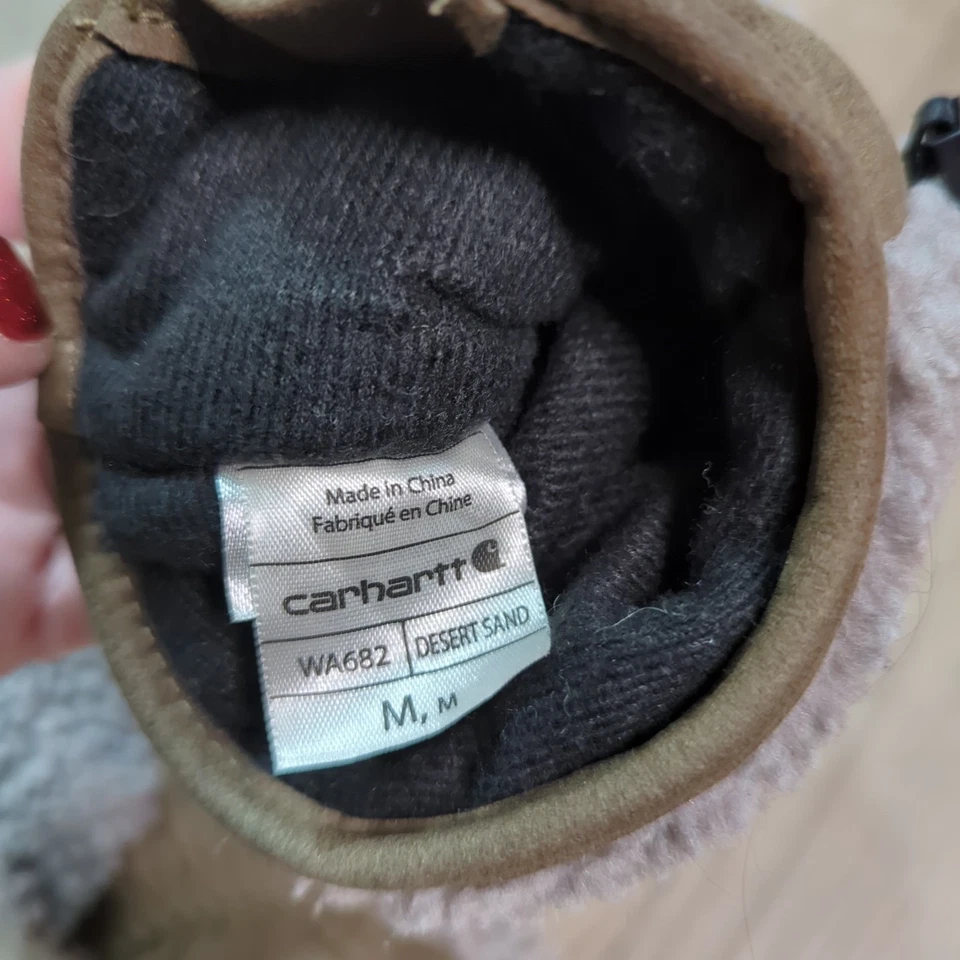 Made in China
Fabriqué en Chine
carhartt
WA682 DESERT SAND
M, M